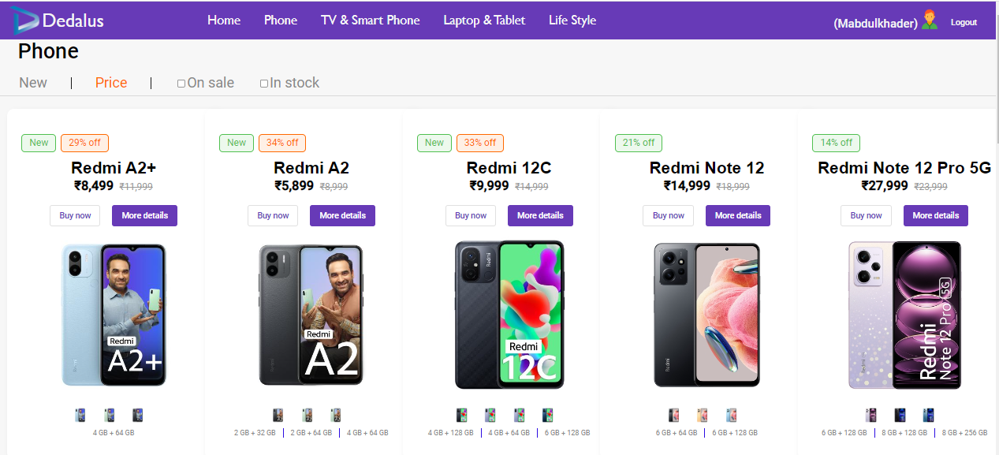 Dedalus Home Phone TV & Smart Phone Laptop & Tablet Life Style (Mabdulkhader) Logout
Phone
New | Price | On sale In stock
New 29% off
Redmi A2+
₹8,499 ₹11,999
Buy now More details
Redmi
A2+
4 GB + 64 GB
New 34% off
Redmi A2
₹5,899 ₹8,999
Buy now More details
Redmi
A2
2 GB + 32 GB | 2 GB + 64 GB | 4 GB + 64 GB
New 33% off
Redmi 12C
₹9,999 ₹14,999
Buy now More details
Redmi
Redmi
12C
4 GB + 128 GB | 4 GB + 64 GB | 6 GB + 128 GB
21% off
Redmi Note 12
₹14,999 ₹18,999
Buy now More details
Redmi
6 GB + 64 GB | 6 GB + 128 GB
14% off
Redmi Note 12 Pro 5G
₹27,999 ₹23,999
Buy now More details
Redmi
Redmi
Note 12 Pro 5G
6 GB + 128 GB | 8 GB + 128 GB | 8 GB + 256 GB